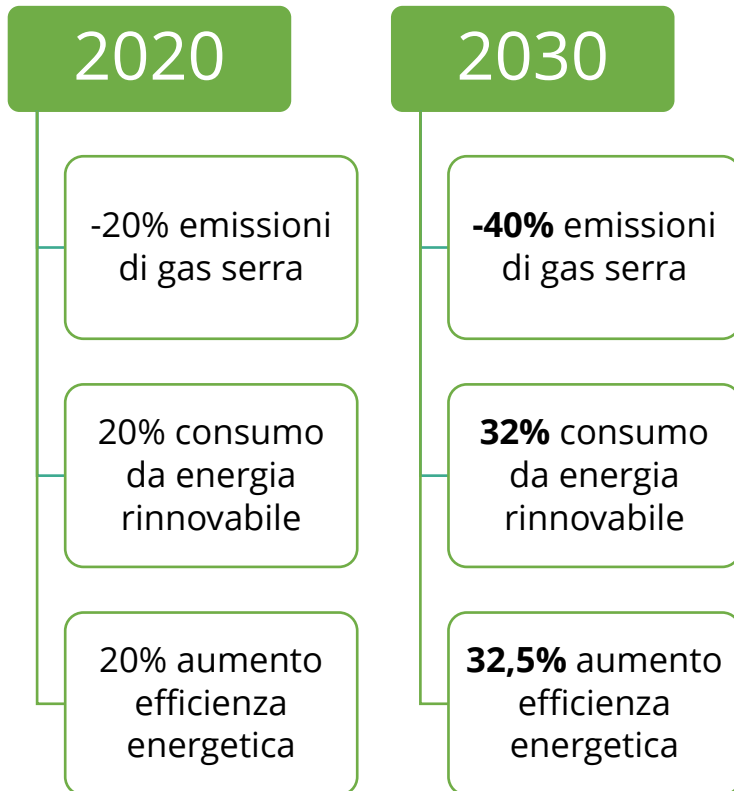 2020
-20% emissioni
di gas serra
20% consumo
da energia
rinnovabile
20% aumento
efficienza
energetica
2030
-40% emissioni
di gas serra
32% consumo
da energia
rinnovabile
32,5% aumento
efficienza
energetica